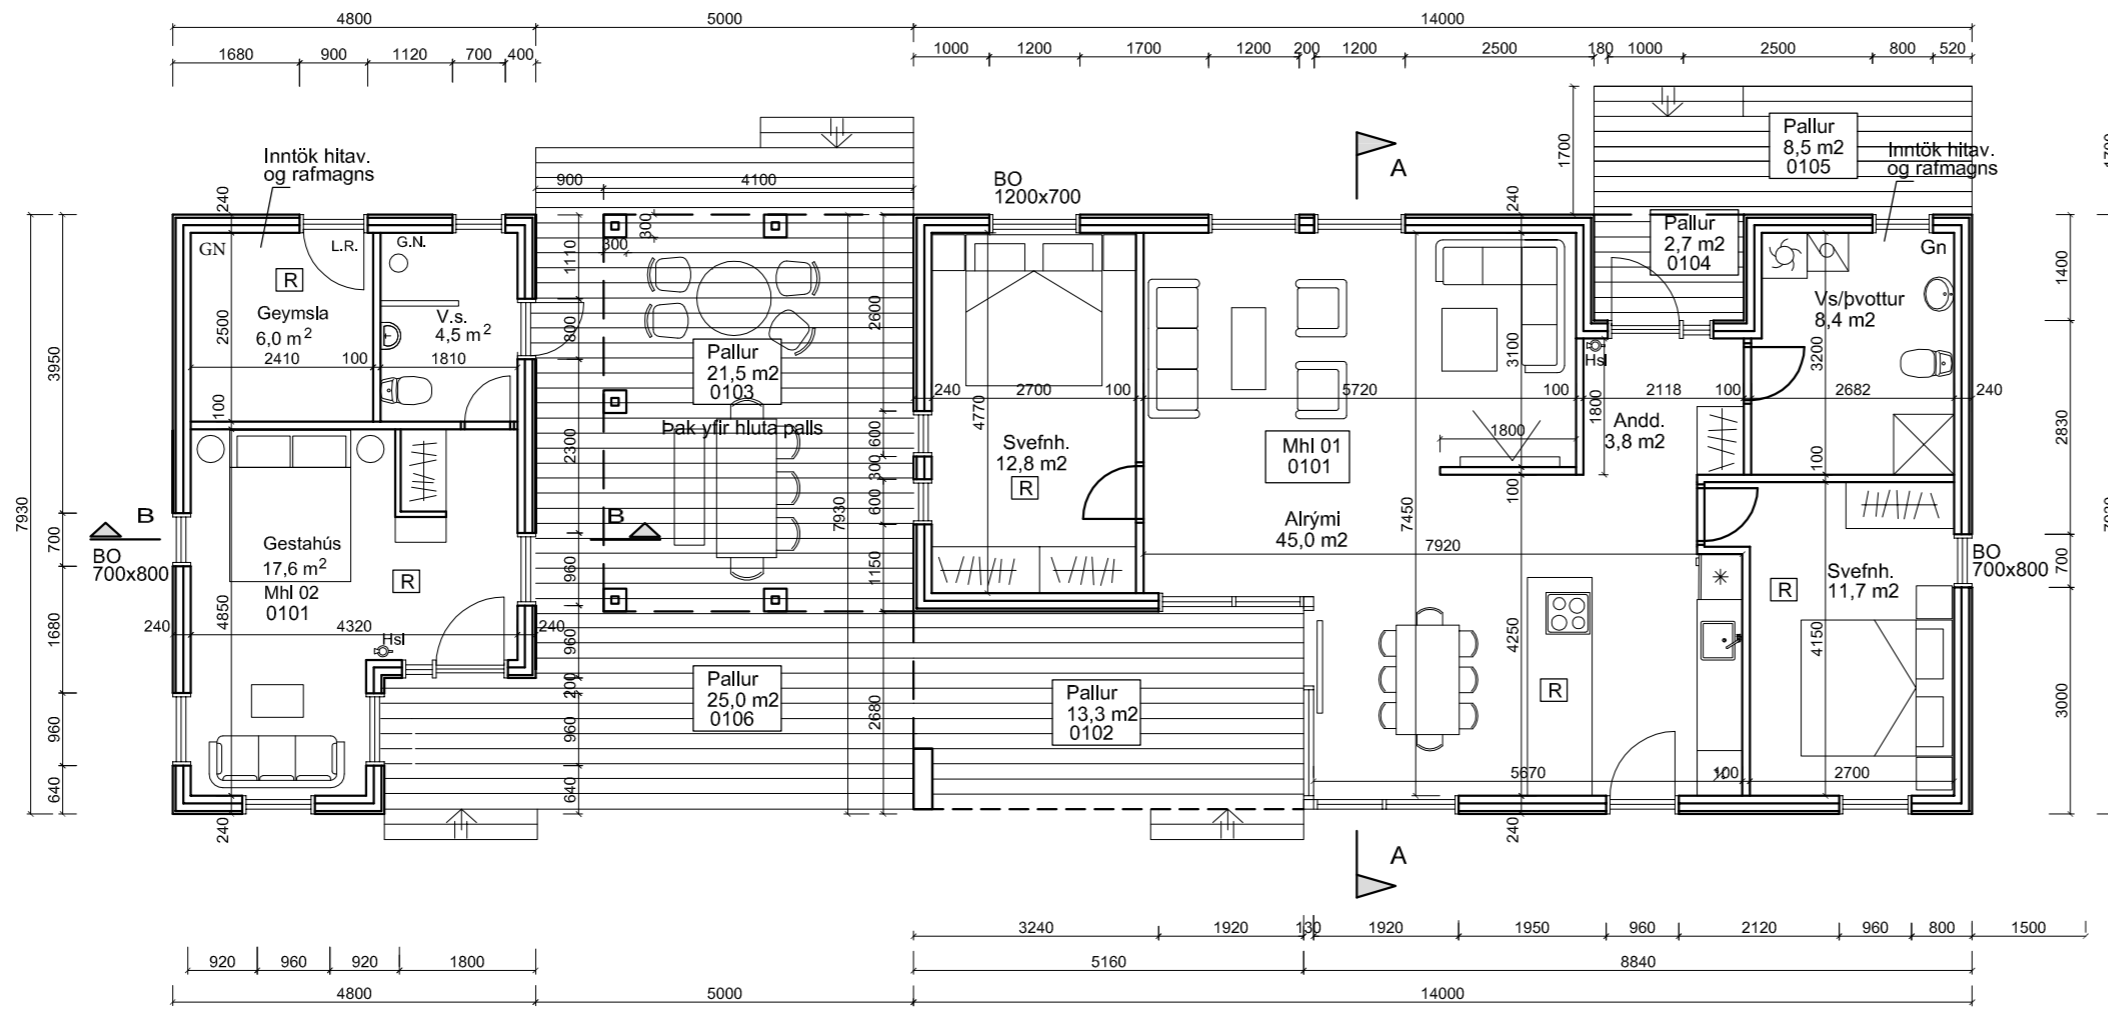 4800
5000
14000
1680
900
1120
700
400
1000
1200
1700
1200
200
1200
2500
180
1000
2500
800
520
Inntök hitav.
og rafmagns
240
900
4100
BO
1200x700
A
1700
240
Pallur
8,5 m2
0105
Inntök hitav.
og rafmagns
GN
L.R.
G.N.
R
Geymsla
6,0 m²
V.s.
4,5 m²
2500
2410
100
1810
100
300
300
1110
800
2300
2600
Pallur
21,5 m2
0103
Þak yfir hluta palls
240
2700
100
4770
Svefnh.
12,8 m2
R
600
300
600
1150
5720
100
3100
1800
Mhl 01
0101
Alrými
45,0 m2
7450
7920
100
Pallur
2,7 m2
0104
Hsl
1800
2118
100
Andd.
3,8 m2
Gn
Vs/þvottur
8,4 m2
3200
2682
240
100
1400
2830
700
3000
3950
7930
700
1680
960
640
B
BO
700x800
B
Gestahús
17,6 m²
Mhl 02
0101
R
4850
240
4320
240
Hsl
960
960
200
960
640
7930
2680
Pallur
25,0 m2
0106
Pallur
13,3 m2
0102
4250
R
5670
100
2700
Svefnh.
11,7 m2
R
4150
BO
700x800
240
240
A
3240
1920
130
1920
1950
960
2120
960
800
1500
920
960
920
1800
5160
8840
4800
5000
14000